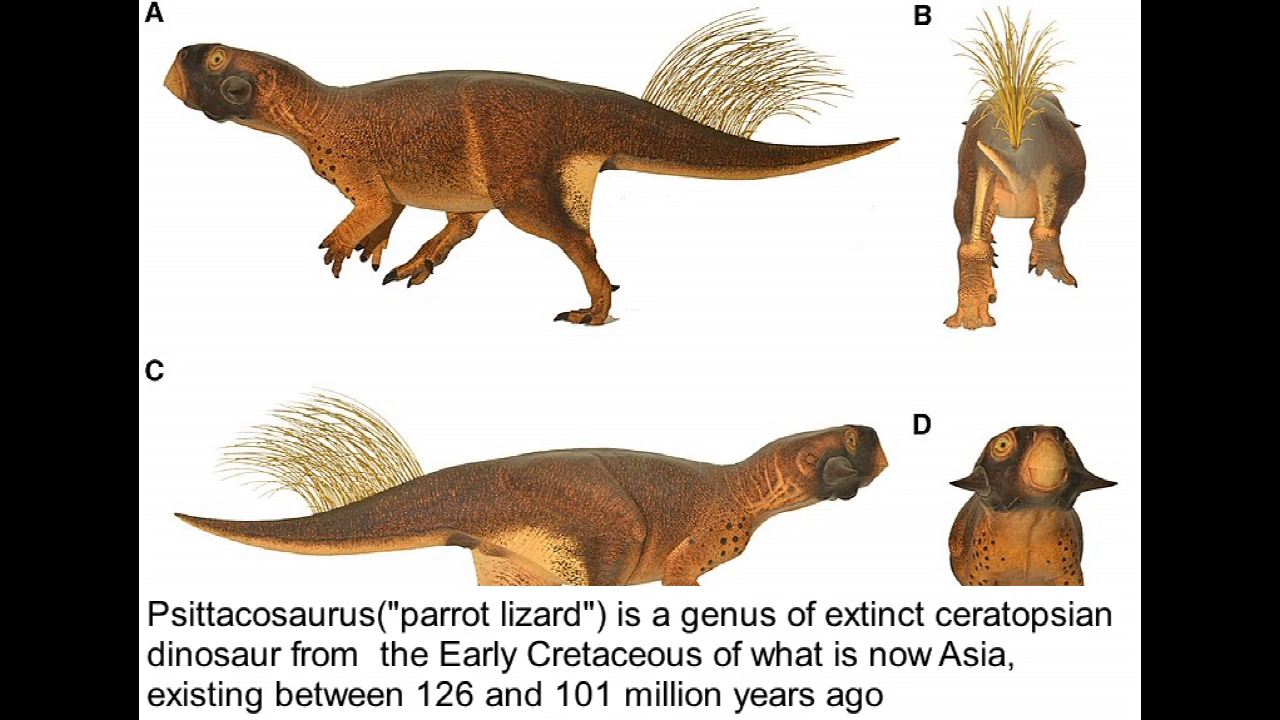 A
B
C
D
Psittacosaurus("parrot lizard") is a genus of extinct ceratopsian
dinosaur from  the Early Cretaceous of what is now Asia,
existing between 126 and 101 million years ago